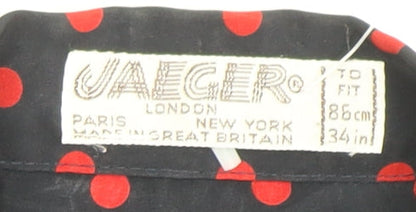 JAEGER®
LONDON
PARIS NEW YORK
MADE IN GREAT BRITAIN
TO
FIT
86cm
34in